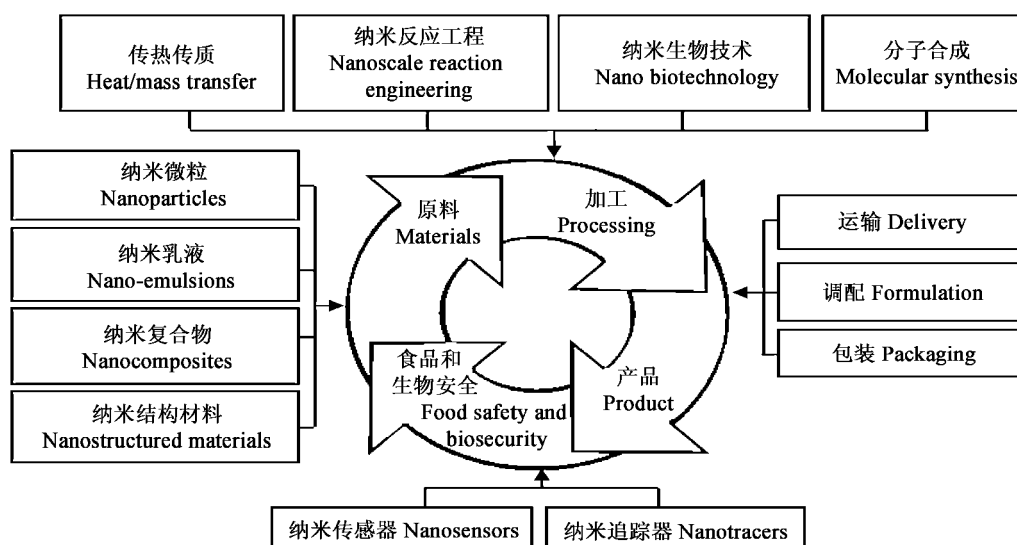 传热传质
Heat/mass transfer
纳米反应工程
Nanoscale reaction
engineering
纳米生物技术
Nano biotechnology
分子合成
Molecular synthesis
纳米微粒
Nanoparticles
纳米乳液
Nano-emulsions
纳米复合物
Nanocomposites
纳米结构材料
Nanostructured materials
原料
Materials
加工
Processing
食品和
生物安全
Food safety and
biosecurity
产品
Product
运输 Delivery
调配 Formulation
包装 Packaging
纳米传感器 Nanosensors
纳米追踪器 Nanotracers